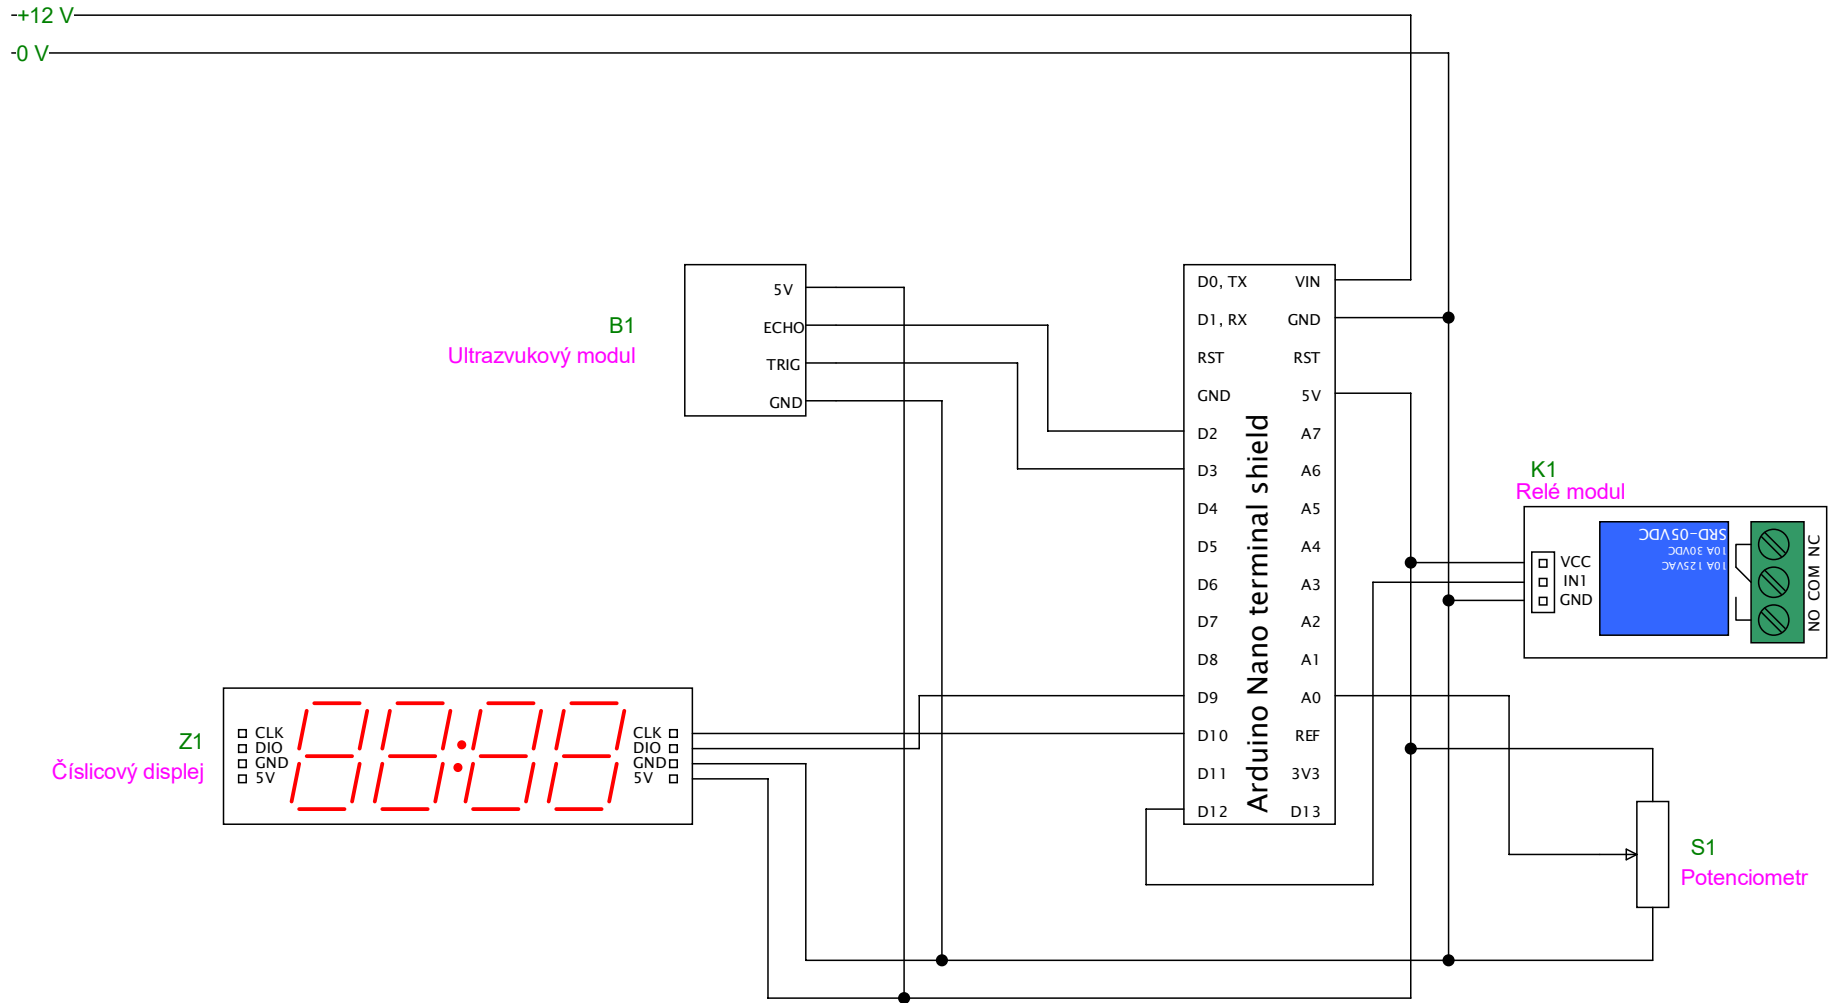 +12 V
0 V
B1
Ultrazvukový modul
5V
ECHO
TRIG
GND
D0, TX
D1, RX
RST
GND
D2
D3
D4
D5
D6
D7
D8
D9
D10
D11
D12
Arduino Nano terminal shield
VIN
GND
RST
5V
A7
A6
A5
A4
A3
A2
A1
A0
REF
3V3
D13
K1
Relé modul
VCC
IN1
GND
SRD-05VDC
10A 30VDC
10A 125VAC
NO COM NC
Z1
Číslicový displej
CLK
DIO
GND
5V
88:88
CLK
DIO
GND
5V
S1
Potenciometr